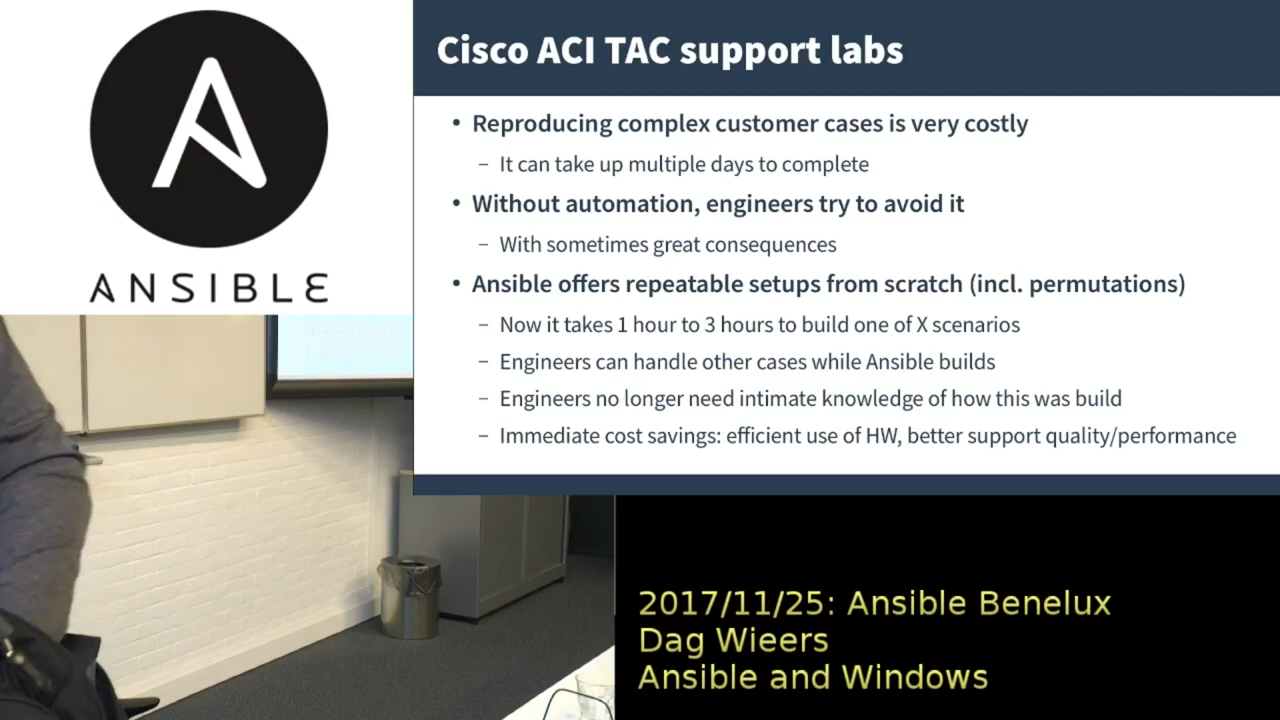 ANSIBLE
Cisco ACI TAC support labs
• Reproducing complex customer cases is very costly
– It can take up multiple days to complete
• Without automation, engineers try to avoid it
– With sometimes great consequences
• Ansible offers repeatable setups from scratch (incl. permutations)
– Now it takes 1 hour to 3 hours to build one of X scenarios
– Engineers can handle other cases while Ansible builds
– Engineers no longer need intimate knowledge of how this was build
– Immediate cost savings: efficient use of HW, better support quality/performance
2017/11/25: Ansible Benelux
Dag Wieers
Ansible and Windows